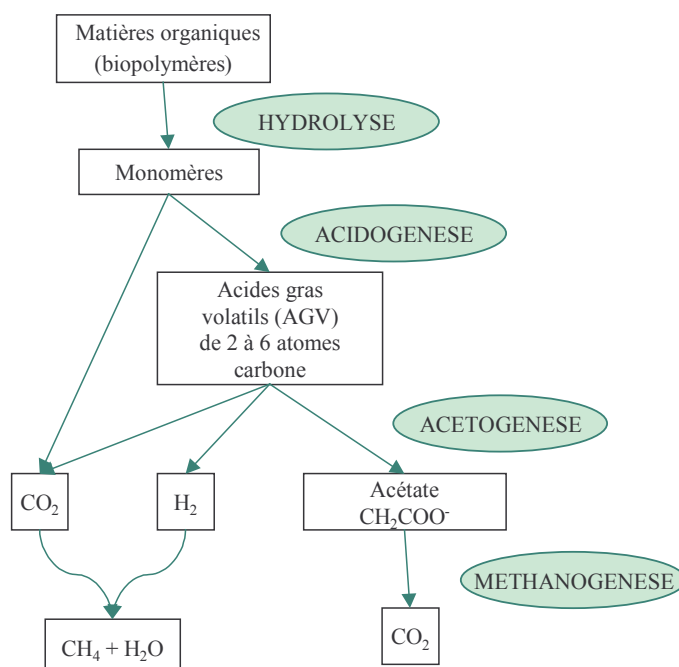 Matières organiques
(biopolymères)
HYDROLYSE
Monomères
ACIDOGENESE
Acides gras
volatils (AGV)
de 2 à 6 atomes
carbone
ACETOGENESE
CO₂
H₂
Acétate
CH₂COO⁻
METHANOGENESE
CH₄ + H₂O
CO₂